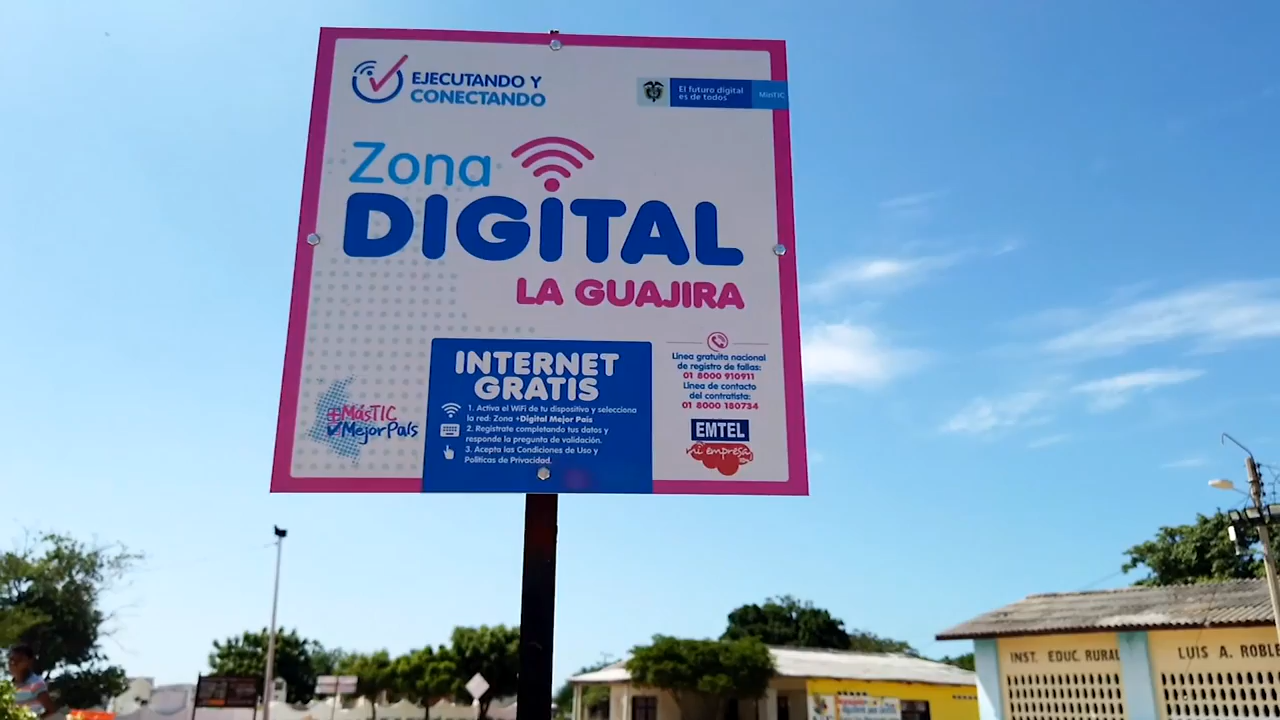 EJECUTANDO Y
CONECTANDO
El futuro digital
es de todos
MinTIC
Zona
DIGITAL
LA GUAJIRA
INTERNET
GRATIS
1. Activa el WiFi de tu dispositivo y selecciona
la red: Zona +Digital Mejor País
2. Regístrate completando tus datos y
responde la pregunta de validación.
3. Acepta las Condiciones de Uso y
Políticas de Privacidad.
Línea gratuita nacional
de registro de fallas:
01 8000 910911
Línea de contacto
del contratista:
01 8000 180734
EMTEL
mi empresa
+MásTIC
MejorPaís
INST. EDUC. RURAL
LUIS A. ROBLE